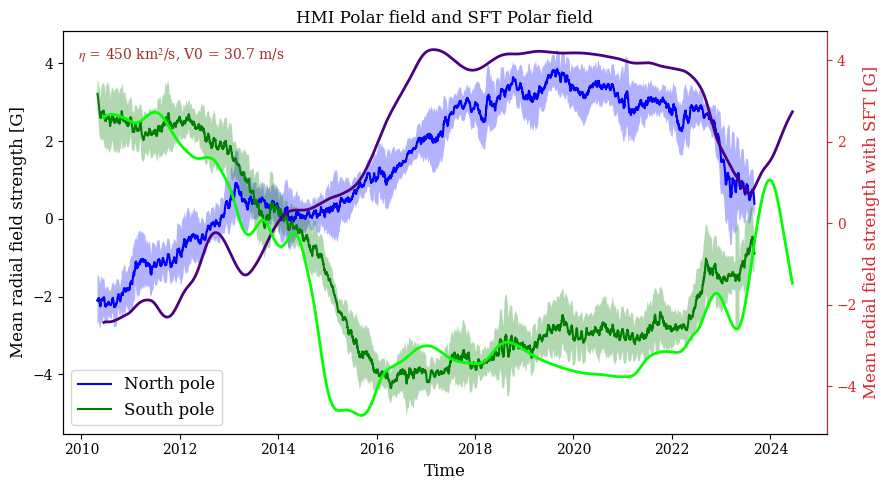 HMI Polar field and SFT Polar field
η = 450 km²/s, V0 = 30.7 m/s
Mean radial field strength [G]
4
2
0
−2
−4
4
2
0
−2
−4
Mean radial field strength with SFT [G]
North pole
South pole
2010 2012 2014 2016 2018 2020 2022 2024
Time